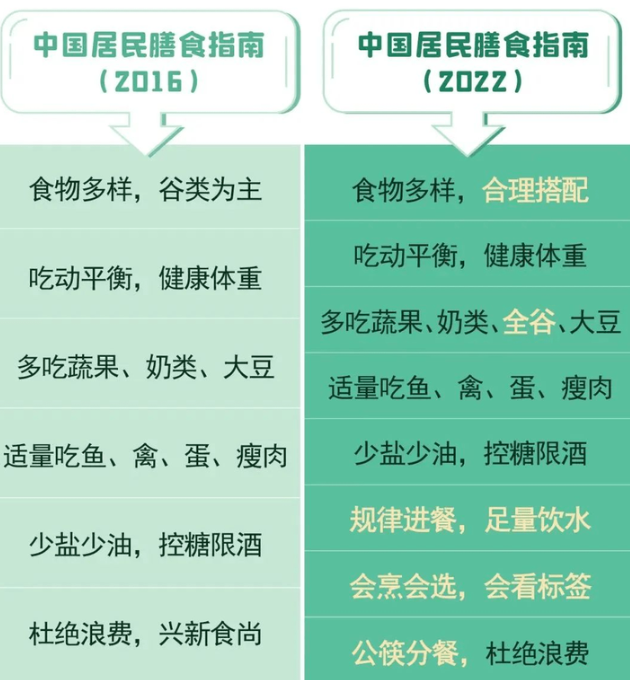 中国居民膳食指南
（2016）
食物多样，谷类为主
吃动平衡，健康体重
多吃蔬果、奶类、大豆
适量吃鱼、禽、蛋、瘦肉
少盐少油，控糖限酒
杜绝浪费，兴新食尚
中国居民膳食指南
（2022）
食物多样，合理搭配
吃动平衡，健康体重
多吃蔬果、奶类、全谷、大豆
适量吃鱼、禽、蛋、瘦肉
少盐少油，控糖限酒
规律进餐，足量饮水
会烹会选，会看标签
公筷分餐，杜绝浪费